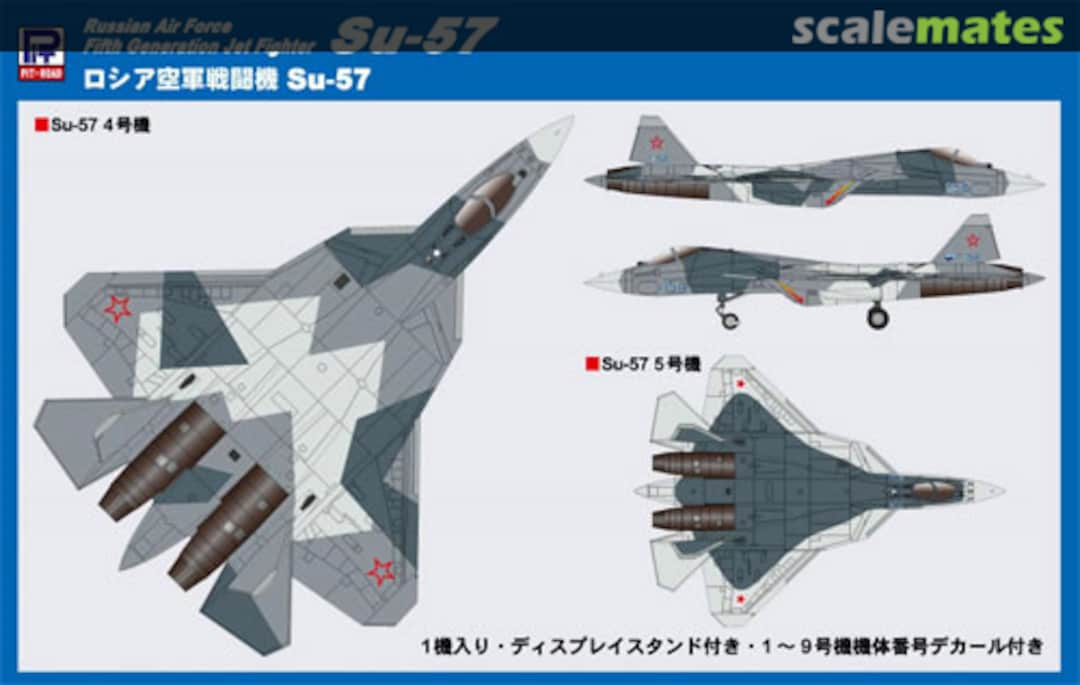 scalemates
Russian Air Force
Fifth Generation Jet Fighter Su-57
PIT-ROAD
ロシア空軍戦闘機 Su-57
■Su-57 4号機
■Su-57 5号機
1機入り・ディスプレイスタンド付き・1～9号機機体番号デカール付き